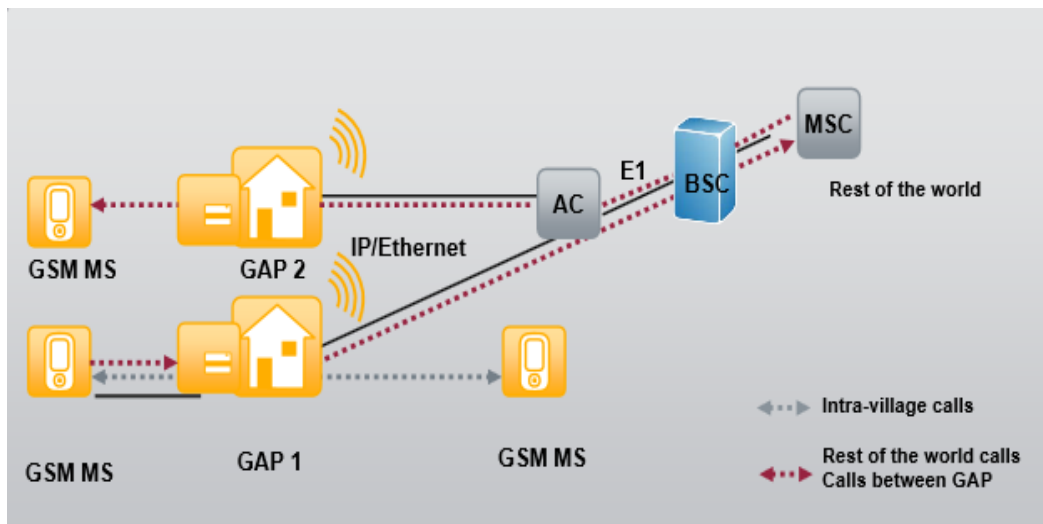 MSC
E1
BSC
AC
Rest of the world
IP/Ethernet
GSM MS
GAP 2
GSM MS
GAP 1
GSM MS
Intra-village calls
Rest of the world calls
Calls between GAP